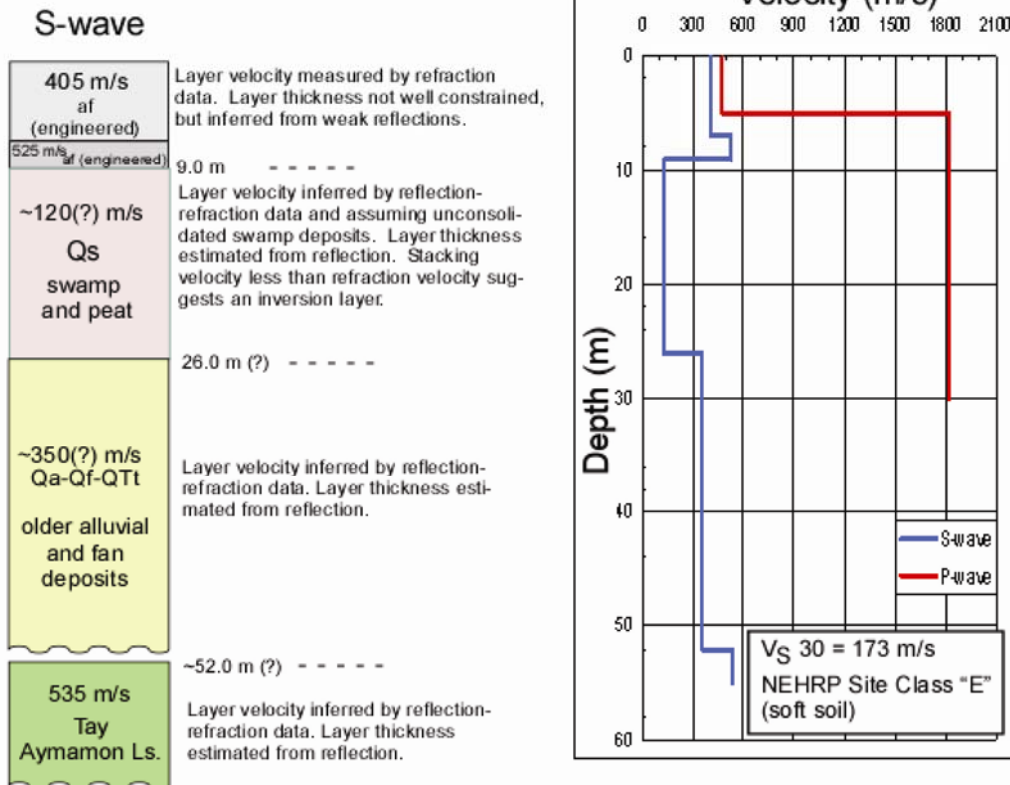 S-wave
405 m/s
af
(engineered)
Layer velocity measured by refraction
data. Layer thickness not well constrained,
but inferred from weak reflections.
525 m/s
af (engineered)
9.0 m - - - - -
~120(?) m/s
Qs
swamp
and peat
Layer velocity inferred by reflection-
refraction data and assuming unconsoli-
dated swamp deposits. Layer thickness
estimated from reflection. Stacking
velocity less than refraction velocity sug-
gests an inversion layer.
26.0 m (?) - - - - -
~350(?) m/s
Qa-Qf-QTt
older alluvial
and fan
deposits
Layer velocity inferred by reflection-
refraction data. Layer thickness esti-
mated from reflection.
~52.0 m (?) - - - - -
535 m/s
Tay
Aymamon Ls.
Layer velocity inferred by reflection-
refraction data. Layer thickness
estimated from reflection.
Velocity (m/s)
0 300 600 900 1200 1500 1800 2100
Depth (m)
0
10
20
30
40
50
60
S-wave
P-wave
VS 30 = 173 m/s
NEHRP Site Class "E"
(soft soil)